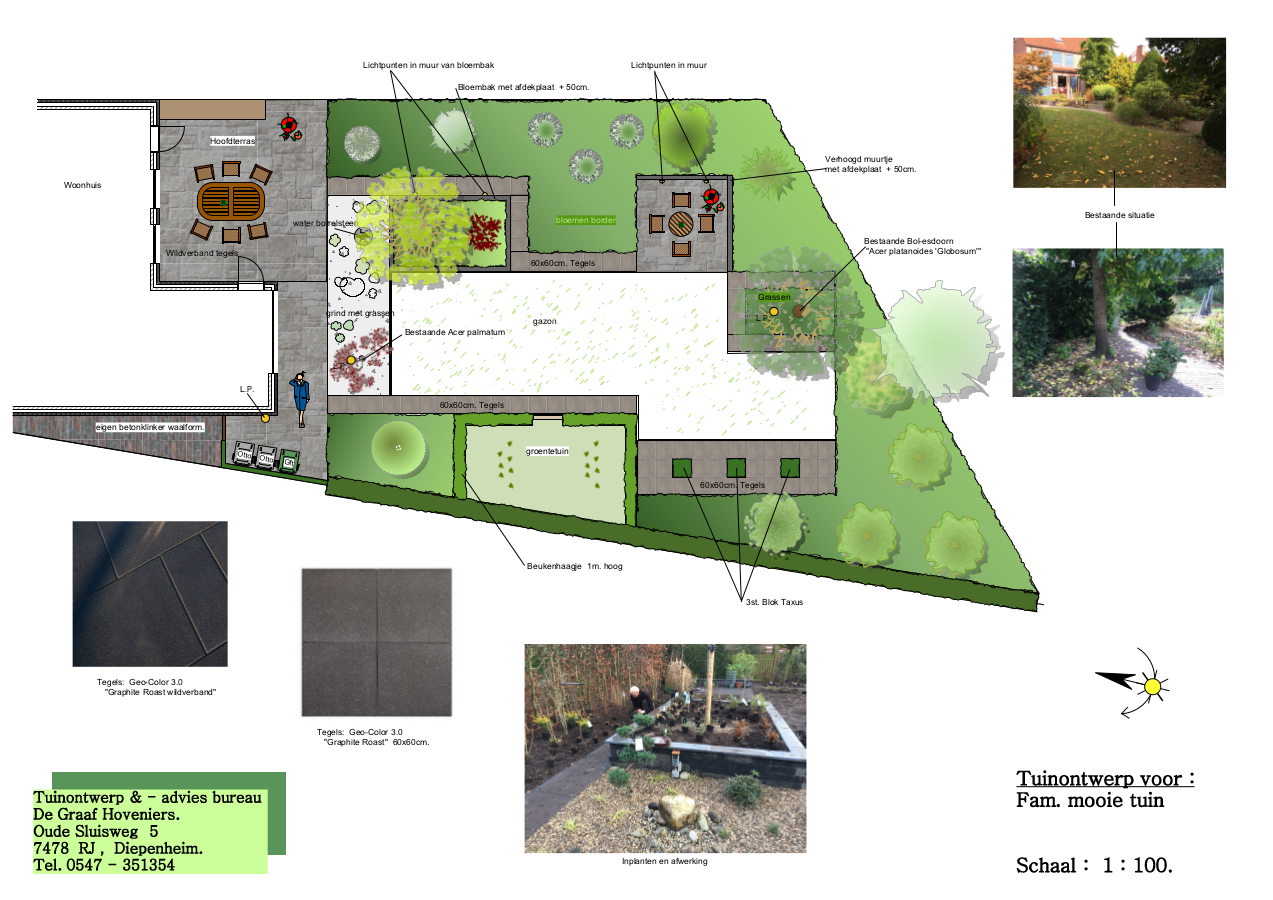 Lichtpunten in muur van bloembak
Lichtpunten in muur
Bloembak met afdekplaat + 50cm.
Hoofdterras
Woonhuis
Verhoogd muurtje
met afdekplaat + 50cm.
Bestaande situatie
water borrelsteen
bloemen border
Wildverband tegels
60x60cm. Tegels
Bestaande Bol-esdoorn
"Acer platanoides 'Globosum'"
Grassen
L.P.
grind met grassen
gazon
Bestaande Acer palmatum
L.P.
60x60cm. Tegels
eigen betonklinker waalform.
groentetuin
Otto
Otto
Gft
60x60cm. Tegels
Beukenhaagje 1m. hoog
3st. Blok Taxus
Tegels: Geo-Color 3.0
"Graphite Roast wildverband"
Tegels: Geo-Color 3.0
"Graphite Roast" 60x60cm.
Inplanten en afwerking
Tuinontwerp & - advies bureau
De Graaf Hoveniers.
Oude Sluisweg 5
7478 RJ , Diepenheim.
Tel. 0547 - 351354
Tuinontwerp voor :
Fam. mooie tuin
Schaal : 1 : 100.